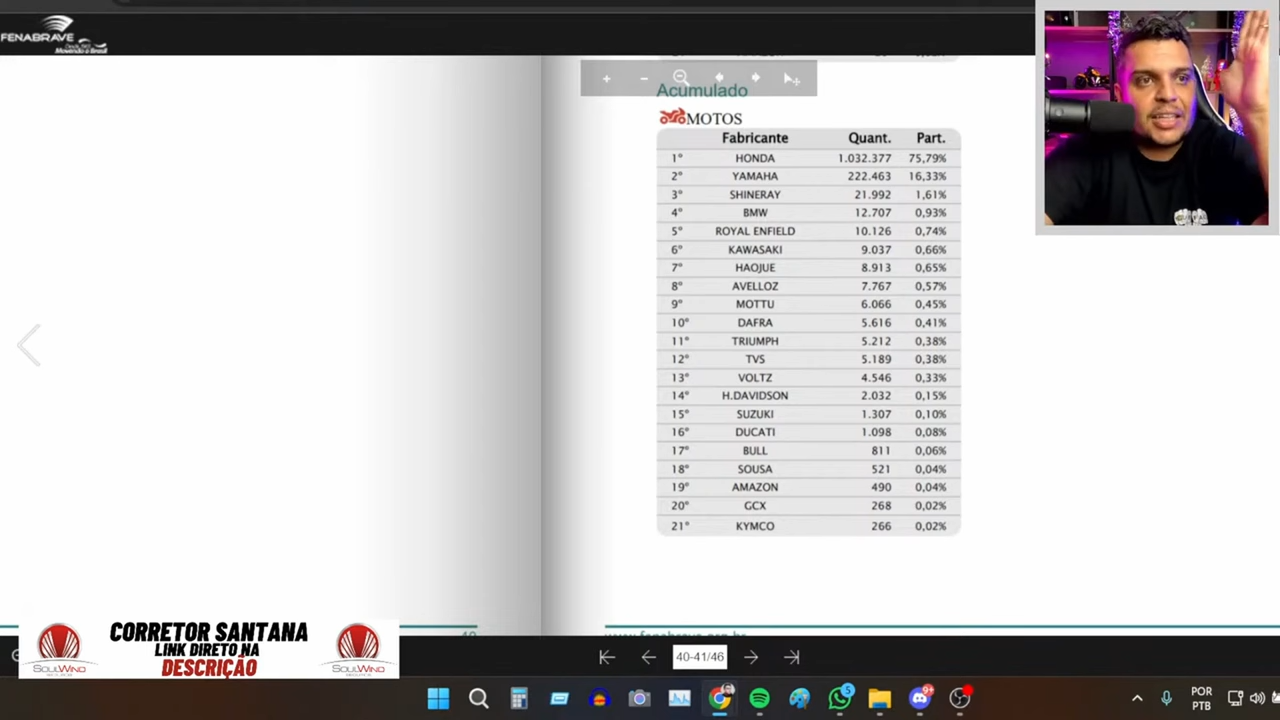 FENABRAVE
Movendo o Brasil
+ −
Acumulado
MOTOS
Fabricante Quant. Part.
1º HONDA 1.032.377 75,79%
2º YAMAHA 222.463 16,33%
3º SHINERAY 21.992 1,61%
4º BMW 12.707 0,93%
5º ROYAL ENFIELD 10.126 0,74%
6º KAWASAKI 9.037 0,66%
7º HAOJUE 8.913 0,65%
8º AVELLOZ 7.767 0,57%
9º MOTTU 6.066 0,45%
10º DAFRA 5.616 0,41%
11º TRIUMPH 5.212 0,38%
12º TVS 5.189 0,38%
13º VOLTZ 4.546 0,33%
14º H.DAVIDSON 2.032 0,15%
15º SUZUKI 1.307 0,10%
16º DUCATI 1.098 0,08%
17º BULL 811 0,06%
18º SOUSA 521 0,04%
19º AMAZON 490 0,04%
20º GCX 268 0,02%
21º KYMCO 266 0,02%
CORRETOR SANTANA
LINK DIRETO NA
DESCRIÇÃO
SOULWIND
SOULWIND
40-41/46
5
9+
POR
PTB